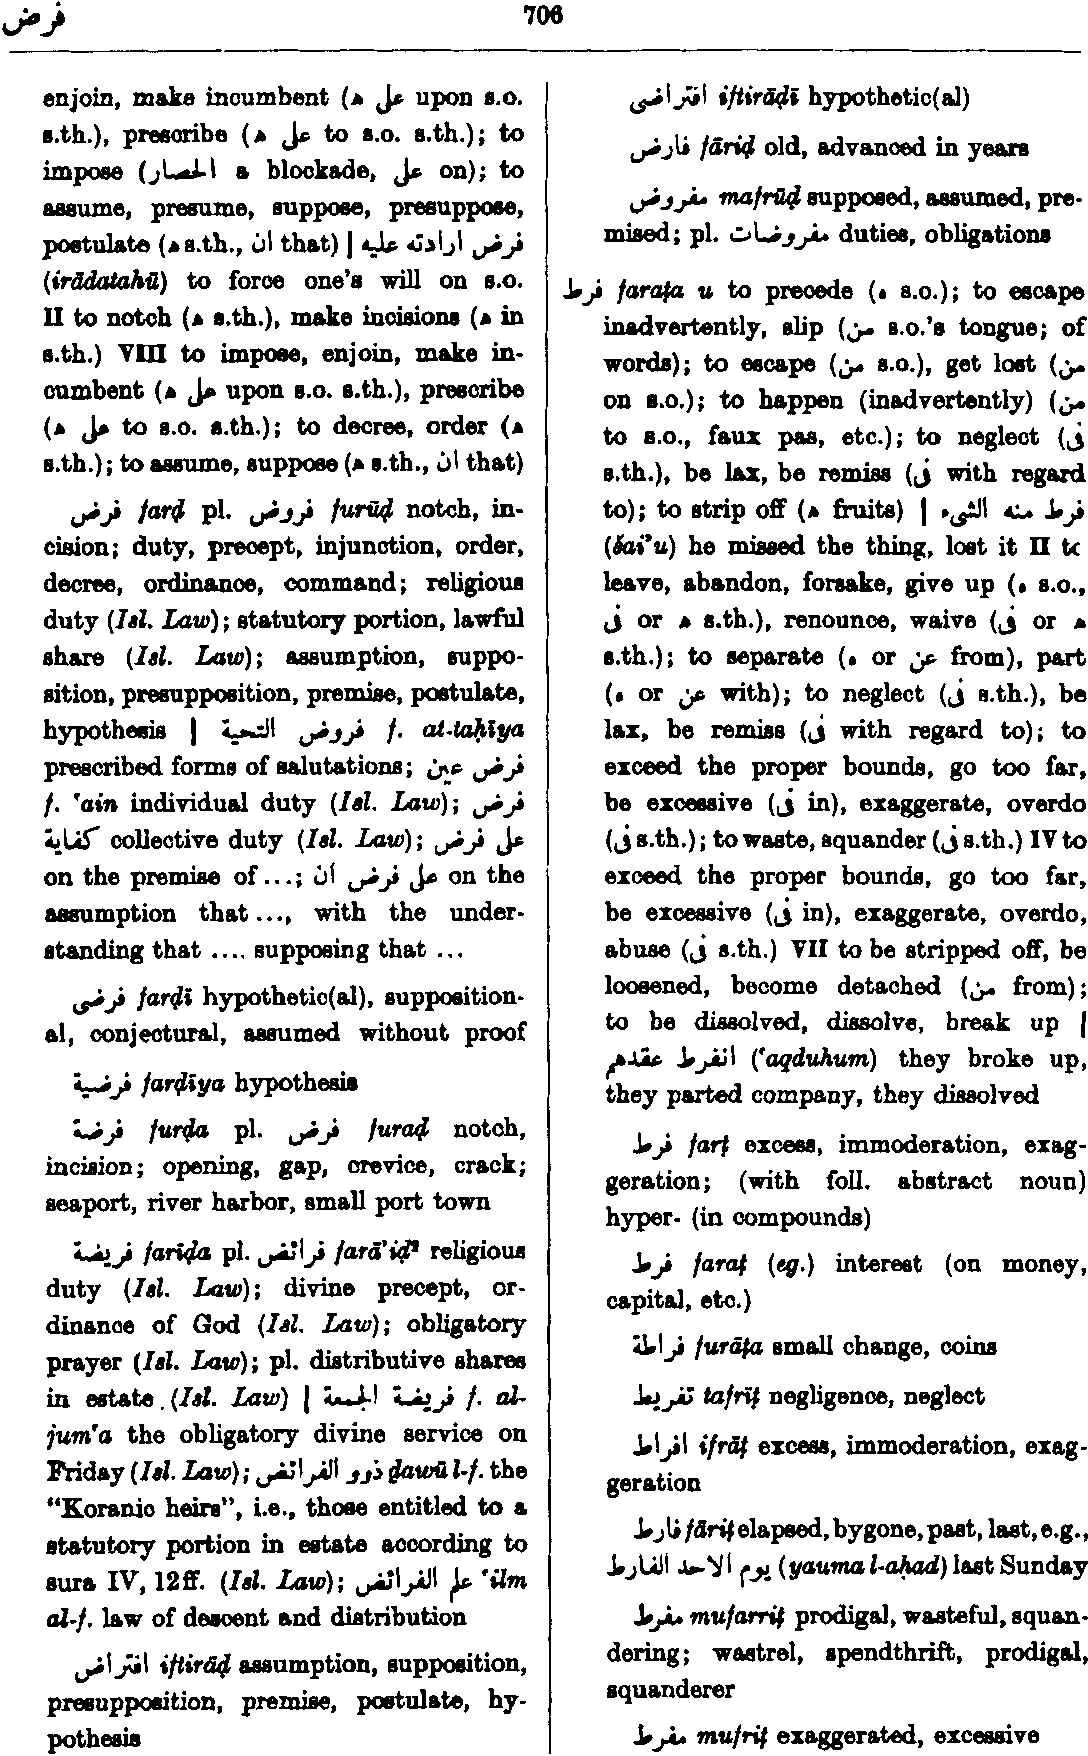 فرض
706
enjoin, make incumbent (ه على upon s.o.
s.th.), prescribe (ه على to s.o. s.th.); to
impose (الحصار a blockade, على on); to
assume, presume, suppose, presuppose,
postulate (ه s.th., ان that) | فرض ارادته عليه
(irādatahū) to force one's will on s.o.
II to notch (ه s.th.), make incisions (ه in
s.th.) VIII to impose, enjoin, make in-
cumbent (ه على upon s.o. s.th.), prescribe
(ه على to s.o. s.th.); to decree, order (ه
s.th.); to assume, suppose (ه s.th., ان that)
فرض farḍ pl. فروض furūḍ notch, in-
cision; duty, precept, injunction, order,
decree, ordinance, command; religious
duty (Isl. Law); statutory portion, lawful
share (Isl. Law); assumption, suppo-
sition, presupposition, premise, postulate,
hypothesis | فروض التحية f. at-taḥīya
prescribed forms of salutations; فرض عين
f. ‘ain individual duty (Isl. Law); فرض
كفاية collective duty (Isl. Law); على فرض
on the premise of ...; على فرض أن on the
assumption that ..., with the under-
standing that .... supposing that ...
فرضى farḍī hypothetic(al), supposition-
al, conjectural, assumed without proof
فرضية farḍīya hypothesis
فرضة furḍa pl. فرض furaḍ notch,
incision; opening, gap, crevice, crack;
seaport, river harbor, small port town
فريضة farīḍa pl. فرائض farā’iḍ² religious
duty (Isl. Law); divine precept, or-
dinance of God (Isl. Law); obligatory
prayer (Isl. Law); pl. distributive shares
in estate (Isl. Law) | فريضة الجمعة f. al-
jum‘a the obligatory divine service on
Friday (Isl. Law); ذوو الفرائض ḏawū l-f. the
“Koranic heirs”, i.e., those entitled to a
statutory portion in estate according to
sura IV, 12ff. (Isl. Law); علم الفرائض ‘ilm
al-f. law of descent and distribution
افتراض iftirāḍ assumption, supposition,
presupposition, premise, postulate, hy-
pothesis
افتراضى iftirāḍī hypothetic(al)
فارض fāriḍ old, advanced in years
مفروض mafrūḍ supposed, assumed, pre-
mised; pl. مفروضات duties, obligations
فرط faraṭa u to precede (ه s.o.); to escape
inadvertently, slip (من s.o.'s tongue; of
words); to escape (من s.o.), get lost (من
on s.o.); to happen (inadvertently) (من
to s.o., faux pas, etc.); to neglect (فى
s.th.), be lax, be remiss (فى with regard
to); to strip off (ه fruits) | فرط منه الشىء
(šai’u) he missed the thing, lost it II to
leave, abandon, forsake, give up (ه s.o.,
فى or ه s.th.), renounce, waive (فى or ه
s.th.); to separate (ه or عن from), part
(ه or عن with); to neglect (فى s.th.), be
lax, be remiss (فى with regard to); to
exceed the proper bounds, go too far,
be excessive (فى in), exaggerate, overdo
(فى s.th.); to waste, squander (فى s.th.) IV to
exceed the proper bounds, go too far,
be excessive (فى in), exaggerate, overdo,
abuse (فى s.th.) VII to be stripped off, be
loosened, become detached (من from);
to be dissolved, dissolve, break up |
انفرط عقدهم (‘aqduhum) they broke up,
they parted company, they dissolved
فرط farṭ excess, immoderation, exag-
geration; (with foll. abstract noun)
hyper- (in compounds)
فرط faraṭ (eg.) interest (on money,
capital, etc.)
فراطة furāṭa small change, coins
تفريط tafrīṭ negligence, neglect
افراط ifrāṭ excess, immoderation, exag-
geration
فارط fāriṭ elapsed, bygone, past, last, e.g.,
يوم الاحد الفارط (yauma l-aḥad) last Sunday
مفرط mufarriṭ prodigal, wasteful, squan-
dering; wastrel, spendthrift, prodigal,
squanderer
مفرط mufriṭ exaggerated, excessive